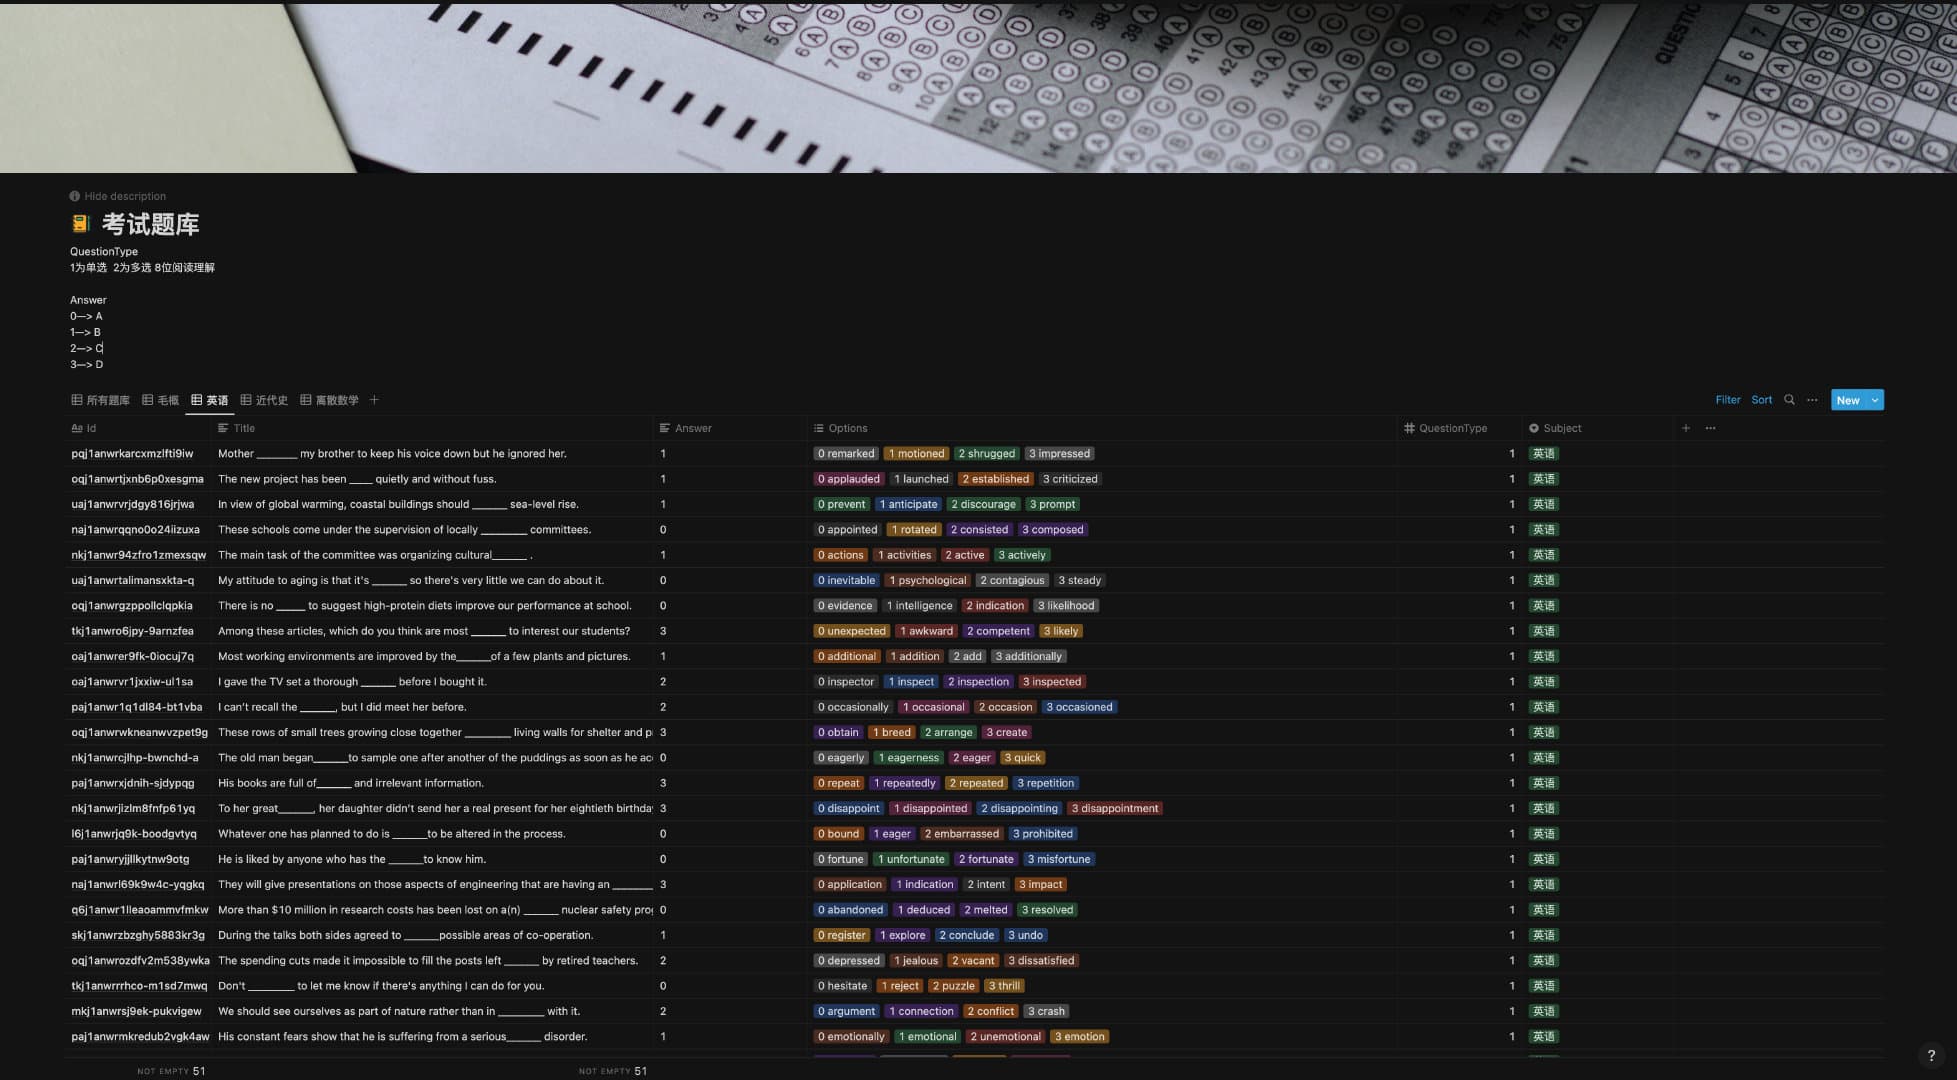 Hide description
考试题库
QuestionType
1为单选 2为多选 8位阅读理解
Answer
0—> A
1—> B
2—> C
3—> D
所有题库 毛概 英语 近代史 离散数学 +
Filter Sort ··· New
Aa Id Title Answer Options # QuestionType Subject + ···
pqj1anwrkarcxmzlfti9iw Mother ________ my brother to keep his voice down but he ignored her. 1 0 remarked 1 motioned 2 shrugged 3 impressed 1 英语
oqj1anwrtjxnb6p0xesgma The new project has been ____ quietly and without fuss. 1 0 applauded 1 launched 2 established 3 criticized 1 英语
uaj1anwrvrjdgy816jrjwa In view of global warming, coastal buildings should ______ sea-level rise. 1 0 prevent 1 anticipate 2 discourage 3 prompt 1 英语
naj1anwrqqno0o24iizuxa These schools come under the supervision of locally ________ committees. 0 0 appointed 1 rotated 2 consisted 3 composed 1 英语
nkj1anwr94zfro1zmexsqw The main task of the committee was organizing cultural______ . 1 0 actions 1 activities 2 active 3 actively 1 英语
uaj1anwrtalimansxkta-q My attitude to aging is that it's ______ so there's very little we can do about it. 0 0 inevitable 1 psychological 2 contagious 3 steady 1 英语
oqj1anwrgzppollclqpkia There is no _____ to suggest high-protein diets improve our performance at school. 0 0 evidence 1 intelligence 2 indication 3 likelihood 1 英语
tkj1anwro6jpy-9arnzfea Among these articles, which do you think are most ______ to interest our students? 3 0 unexpected 1 awkward 2 competent 3 likely 1 英语
oaj1anwrer9fk-0iocuj7q Most working environments are improved by the______of a few plants and pictures. 1 0 additional 1 addition 2 add 3 additionally 1 英语
oaj1anwrvr1jxxiw-ul1sa I gave the TV set a thorough ______ before I bought it. 2 0 inspector 1 inspect 2 inspection 3 inspected 1 英语
paj1anwr1q1dl84-bt1vba I can't recall the ______, but I did meet her before. 2 0 occasionally 1 occasional 2 occasion 3 occasioned 1 英语
oqj1anwrwkneanwvzpet9g These rows of small trees growing close together ________ living walls for shelter and p 3 0 obtain 1 breed 2 arrange 3 create 1 英语
nkj1anwrcjlhp-bwnchd-a The old man began______to sample one after another of the puddings as soon as he ac 0 0 eagerly 1 eagerness 2 eager 3 quick 1 英语
paj1anwrxjdnih-sjdypqg His books are full of______ and irrelevant information. 3 0 repeat 1 repeatedly 2 repeated 3 repetition 1 英语
nkj1anwrjizlm8fnfp61yq To her great______, her daughter didn't send her a real present for her eightieth birthda 3 0 disappoint 1 disappointed 2 disappointing 3 disappointment 1 英语
l6j1anwrjq9k-boodgvtyq Whatever one has planned to do is ______to be altered in the process. 0 0 bound 1 eager 2 embarrassed 3 prohibited 1 英语
paj1anwryjjllkytnw9otg He is liked by anyone who has the ______to know him. 0 0 fortune 1 unfortunate 2 fortunate 3 misfortune 1 英语
naj1anwrl69k9w4c-yqgkq They will give presentations on those aspects of engineering that are having an _______ 3 0 application 1 indication 2 intent 3 impact 1 英语
q6j1anwr1lleaoammvfmkw More than $10 million in research costs has been lost on a(n) ______ nuclear safety pro 0 0 abandoned 1 deduced 2 melted 3 resolved 1 英语
skj1anwrzbzghy5883kr3g During the talks both sides agreed to ______possible areas of co-operation. 1 0 register 1 explore 2 conclude 3 undo 1 英语
oqj1anwrozdfv2m538ywka The spending cuts made it impossible to fill the posts left ______ by retired teachers. 2 0 depressed 1 jealous 2 vacant 3 dissatisfied 1 英语
tkj1anwrrrhco-m1sd7mwq Don't ________ to let me know if there's anything I can do for you. 0 0 hesitate 1 reject 2 puzzle 3 thrill 1 英语
mkj1anwrsj9ek-pukvigew We should see ourselves as part of nature rather than in ________ with it. 2 0 argument 1 connection 2 conflict 3 crash 1 英语
paj1anwrmkredub2vgk4aw His constant fears show that he is suffering from a serious______ disorder. 1 0 emotionally 1 emotional 2 unemotional 3 emotion 1 英语
NOT EMPTY 51 NOT EMPTY 51
?